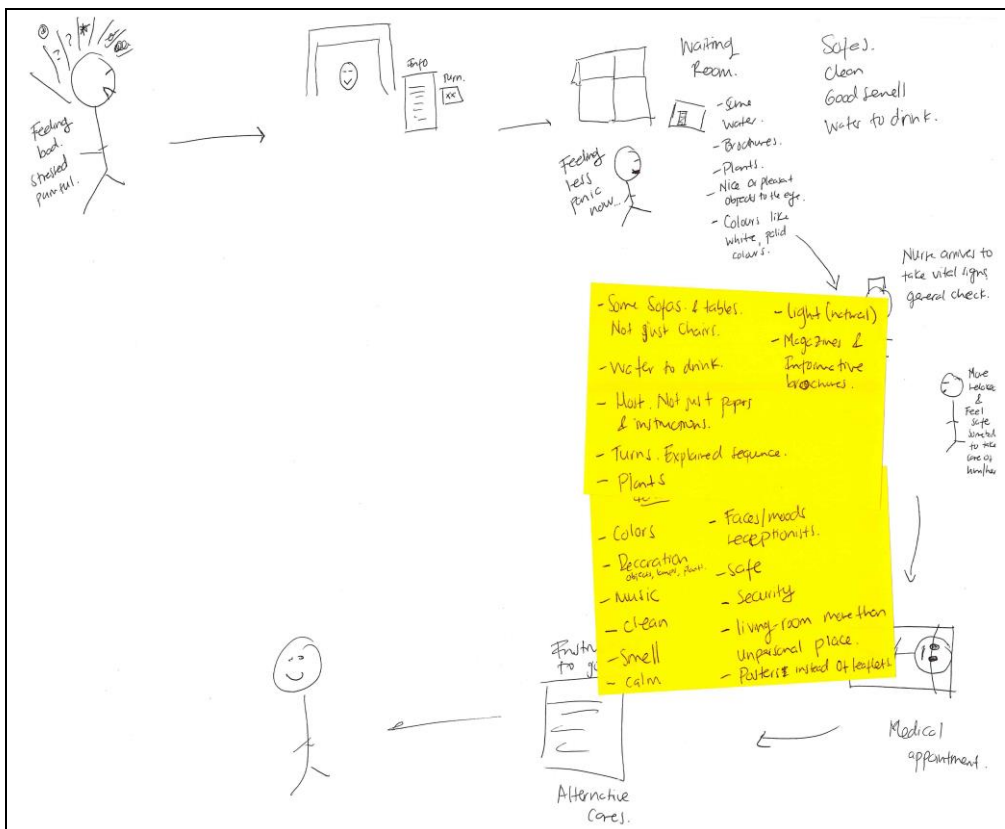 Feeling
bad.
stressed
painful.
Info
Turn.
xx
Feeling
less
panic
now...
Waiting
Room.
- Some
water.
- Brochures.
- Plants.
- Nice or pleasant
objects to the eye.
- Colours like
white, palid
colours.
Safes.
Clean
Good smell
Water to drink.
Nurse arrives to
take vital signs
general check.
More
relaxed
&
Feel
safe
to take
care of
him/her
- Some Sofas & tables.
Not just Chairs.
- Water to drink.
- Host. Not just papers
& instructions.
- Turns. Explained sequence.
- Plants
- light (natural)
- Magazines &
Informative
brochures.
- Colors
- Decoration
objects, lamps, plants.
- Music
- Clean
- Smell
- Calm
- Faces/moods
receptionists.
- Safe
- Security
- living-room more than
unpersonal place.
- Posters instead of leaflets
Medical
appointment.
Instru
to go
Alternative
Cares.